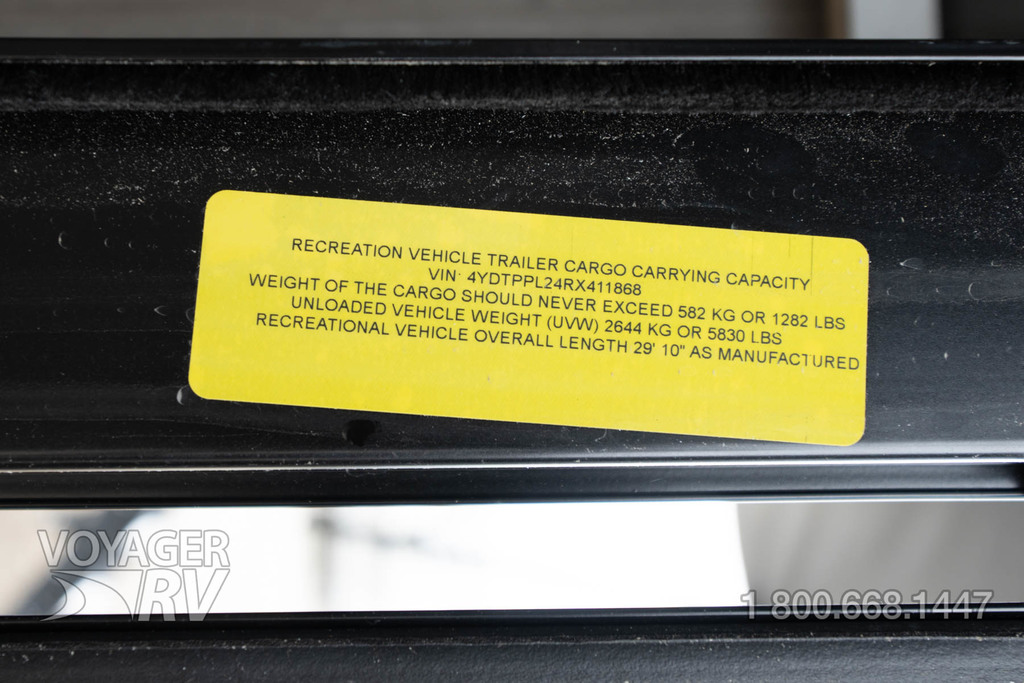 RECREATION VEHICLE TRAILER CARGO CARRYING CAPACITY
VIN: 4YDTPPL24RX411868
WEIGHT OF THE CARGO SHOULD NEVER EXCEED 582 KG OR 1282 LBS
UNLOADED VEHICLE WEIGHT (UVW) 2644 KG OR 5830 LBS
RECREATIONAL VEHICLE OVERALL LENGTH 29' 10" AS MANUFACTURED
VOYAGER
RV
1 800.668.1447